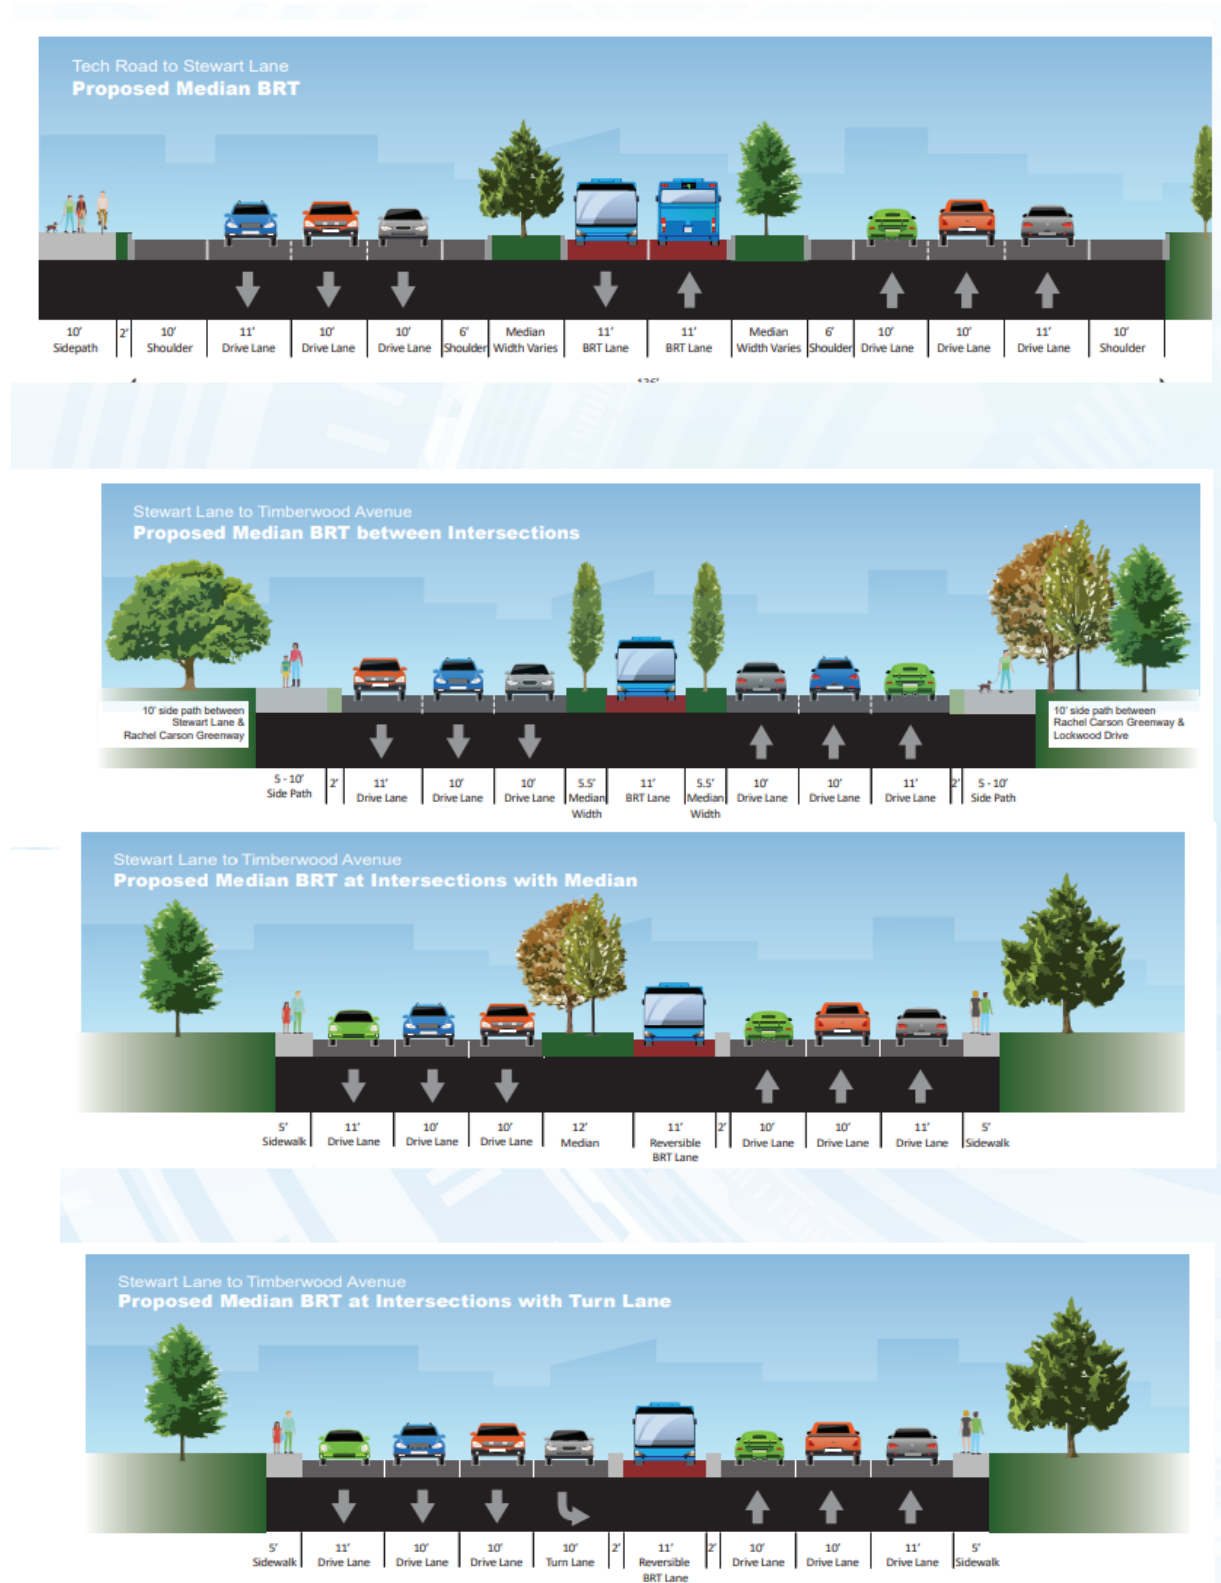 Tech Road to Stewart Lane
Proposed Median BRT
10' 2' 10' 11' 10' 10' 6' Median 11' 11' Median 6' 10' 10' 11' 10'
Sidepath Shoulder Drive Lane Drive Lane Drive Lane Shoulder Width Varies BRT Lane BRT Lane Width Varies Shoulder Drive Lane Drive Lane Drive Lane Shoulder
Stewart Lane to Timberwood Avenue
Proposed Median BRT between Intersections
10' side path between
Stewart Lane &
Rachel Carson Greenway
10' side path between
Rachel Carson Greenway &
Lockwood Drive
5 - 10' 2' 11' 10' 10' 5.5' 11' 5.5' 10' 10' 11' 2' 5 - 10'
Side Path Drive Lane Drive Lane Drive Lane Median BRT Lane Median Drive Lane Drive Lane Drive Lane Side Path
Width Width
Stewart Lane to Timberwood Avenue
Proposed Median BRT at Intersections with Median
5' 11' 10' 10' 12' 11' 2' 10' 10' 11' 5'
Sidewalk Drive Lane Drive Lane Drive Lane Median Reversible Drive Lane Drive Lane Drive Lane Sidewalk
BRT Lane
Stewart Lane to Timberwood Avenue
Proposed Median BRT at Intersections with Turn Lane
5' 11' 10' 10' 10' 2' 11' 2' 10' 10' 11' 5'
Sidewalk Drive Lane Drive Lane Drive Lane Turn Lane Reversible Drive Lane Drive Lane Drive Lane Sidewalk
BRT Lane